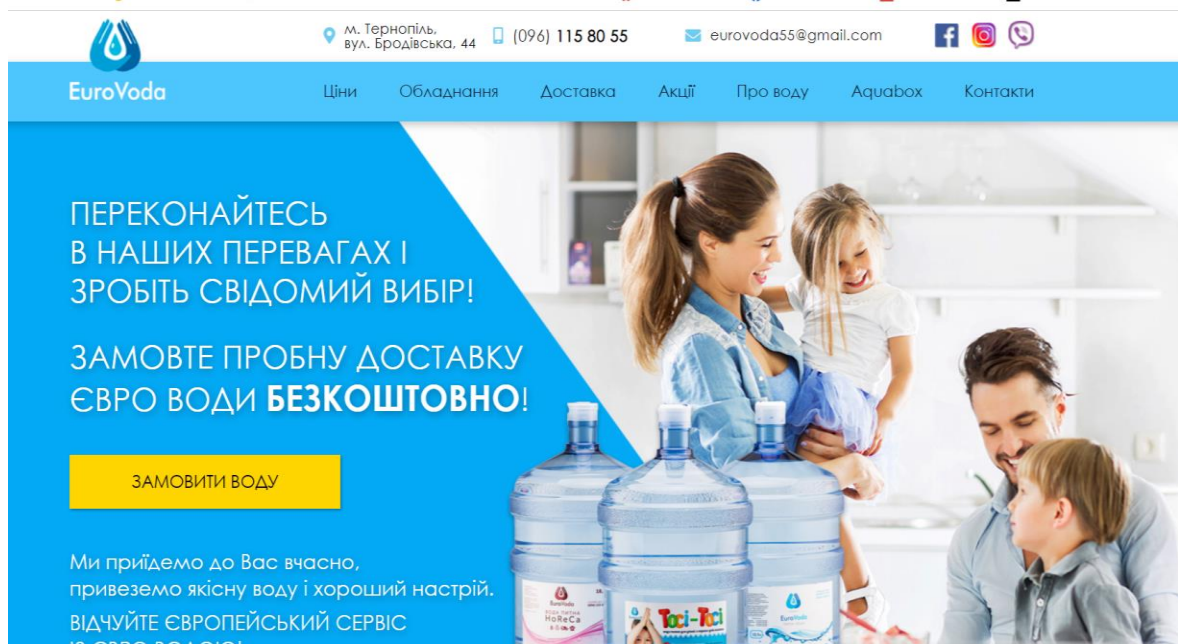 м. Тернопіль,
вул. Бродівська, 44
(096) 115 80 55
eurovoda55@gmail.com
EuroVoda
Ціни Обладнання Доставка Акції Про воду Aquabox Контакти
ПЕРЕКОНАЙТЕСЬ
В НАШИХ ПЕРЕВАГАХ І
ЗРОБІТЬ СВІДОМИЙ ВИБІР!
ЗАМОВТЕ ПРОБНУ ДОСТАВКУ
ЄВРО ВОДИ БЕЗКОШТОВНО!
ЗАМОВИТИ ВОДУ
Ми приїдемо до Вас вчасно,
привеземо якісну воду і хороший настрій.
ВІДЧУЙТЕ ЄВРОПЕЙСЬКИЙ СЕРВІС
EuroVoda
ВОДА ПИТНА
HoReCa
Тосі-Тосі
EuroVoda